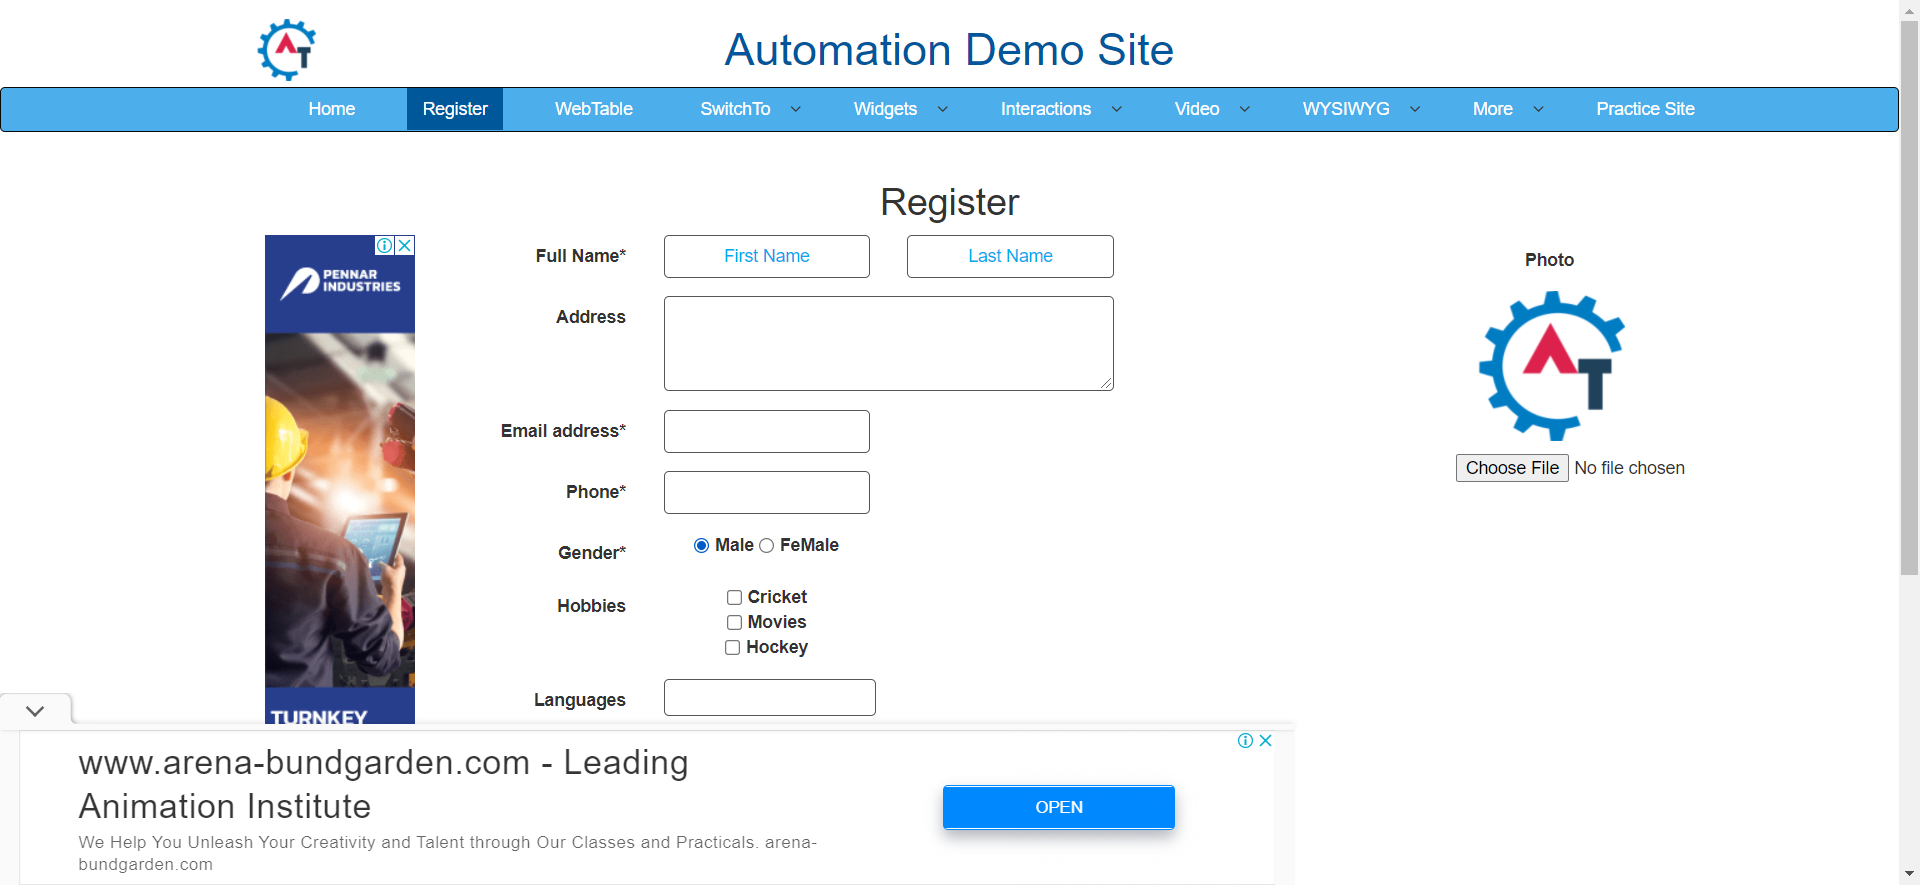 Automation Demo Site
Home Register WebTable SwitchTo Widgets Interactions Video WYSIWYG More Practice Site
Register
PENNAR
INDUSTRIES
TURNKEY
Full Name* First Name Last Name
Address
Email address*
Phone*
Gender* Male FeMale
Hobbies Cricket
Movies
Hockey
Languages
Photo
AT
Choose File No file chosen
www.arena-bundgarden.com - Leading
Animation Institute
We Help You Unleash Your Creativity and Talent through Our Classes and Practicals. arena-
bundgarden.com
OPEN